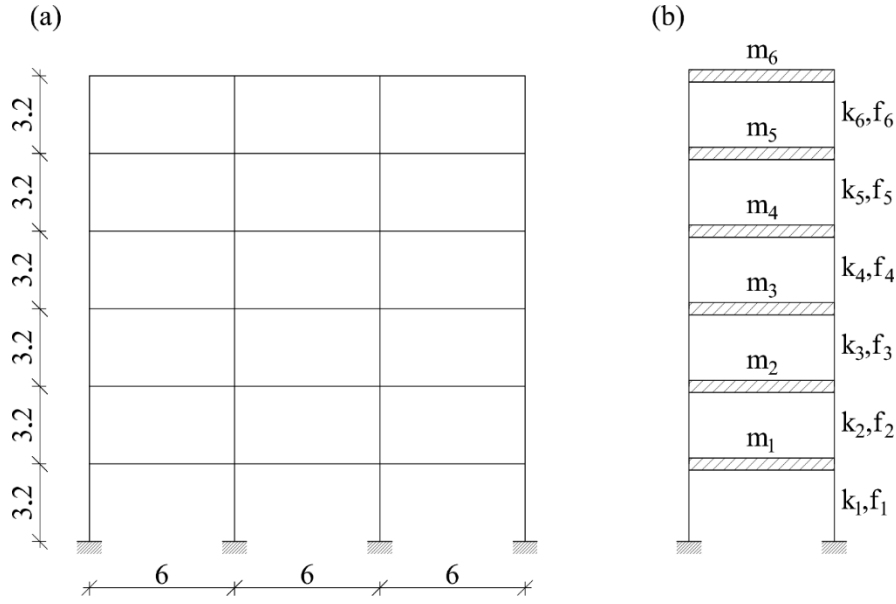 (a)
3.2
3.2
3.2
3.2
3.2
3.2
6 6 6
(b)
m₆
k₆,f₆
m₅
k₅,f₅
m₄
k₄,f₄
m₃
k₃,f₃
m₂
k₂,f₂
m₁
k₁,f₁